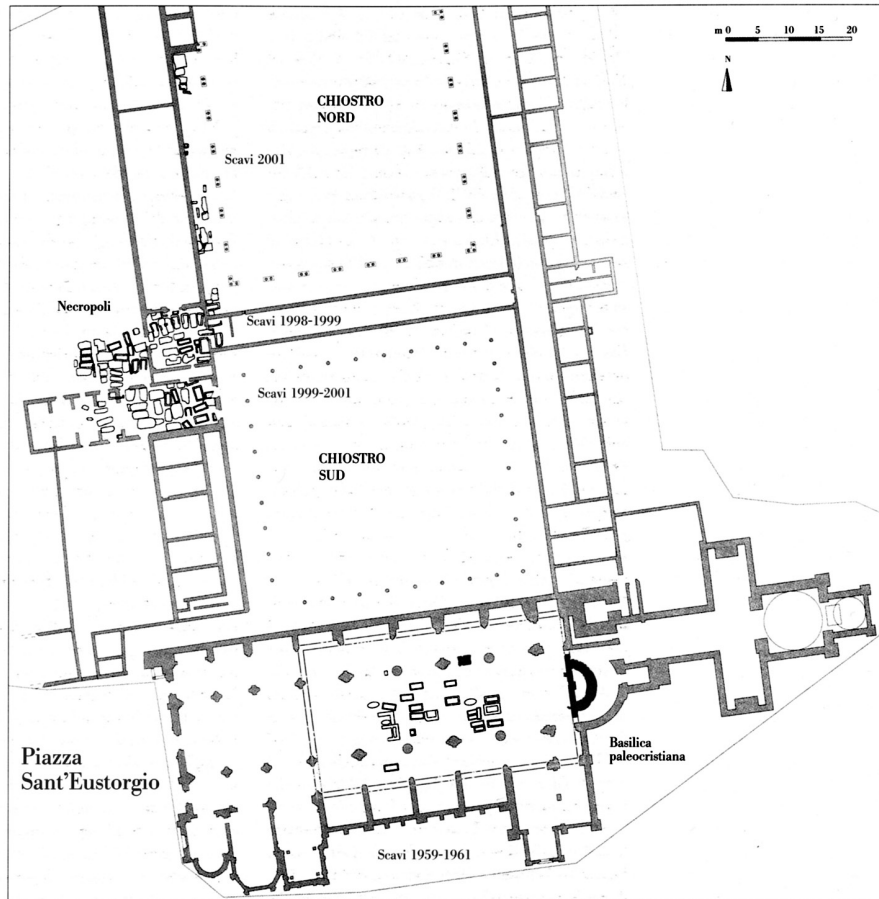 m 0 5 10 15 20
N
CHIOSTRO
NORD
Scavi 2001
Necropoli
Scavi 1998-1999
Scavi 1999-2001
CHIOSTRO
SUD
Piazza
Sant'Eustorgio
Basilica
paleocristiana
Scavi 1959-1961